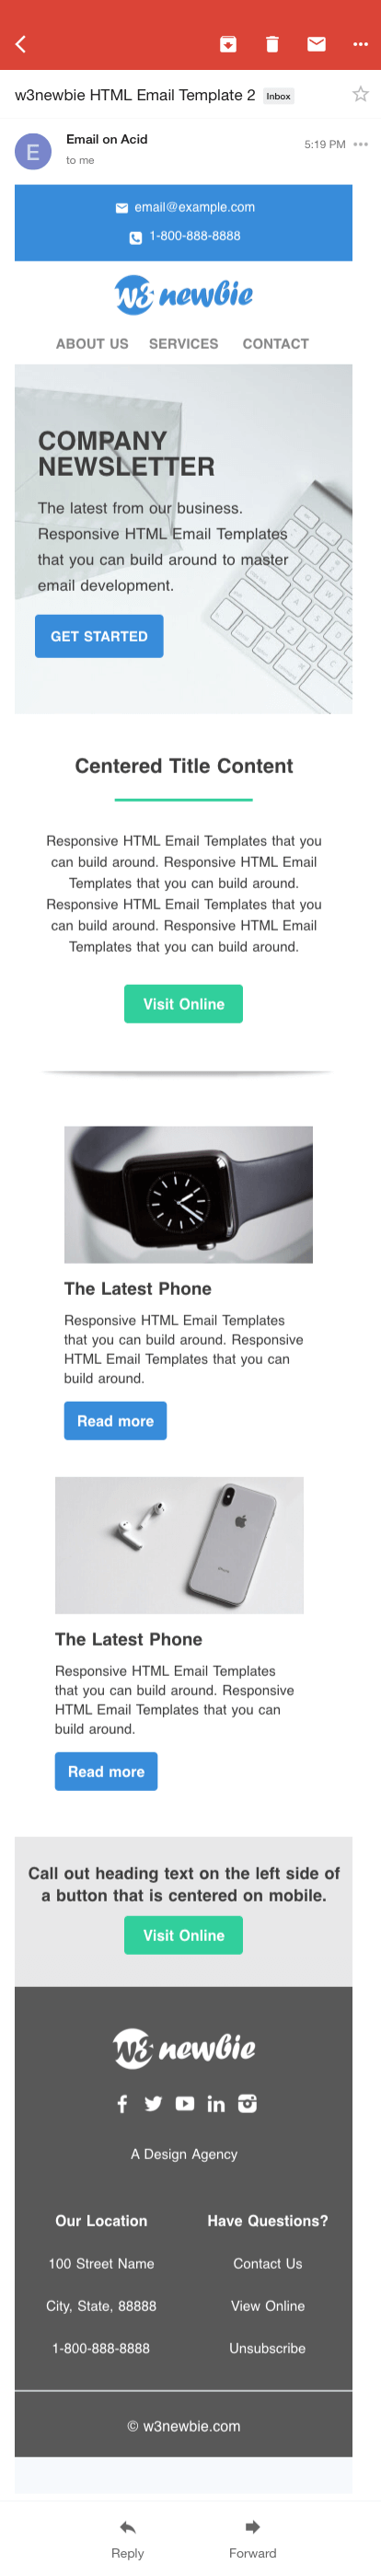 w3newbie HTML Email Template 2 Inbox
E
Email on Acid
5:19 PM
to me
email@example.com
1-800-888-8888
w3 newbie
ABOUT US SERVICES CONTACT
COMPANY
NEWSLETTER
The latest from our business.
Responsive HTML Email Templates
that you can build around to master
email development.
GET STARTED
Centered Title Content
Responsive HTML Email Templates that you
can build around. Responsive HTML Email
Templates that you can build around.
Responsive HTML Email Templates that you
can build around. Responsive HTML Email
Templates that you can build around.
Visit Online
The Latest Phone
Responsive HTML Email Templates
that you can build around. Responsive
HTML Email Templates that you can
build around.
Read more
The Latest Phone
Responsive HTML Email Templates
that you can build around. Responsive
HTML Email Templates that you can
build around.
Read more
Call out heading text on the left side of
a button that is centered on mobile.
Visit Online
w3 newbie
A Design Agency
Our Location
100 Street Name
City, State, 88888
1-800-888-8888
Have Questions?
Contact Us
View Online
Unsubscribe
© w3newbie.com
Reply
Forward